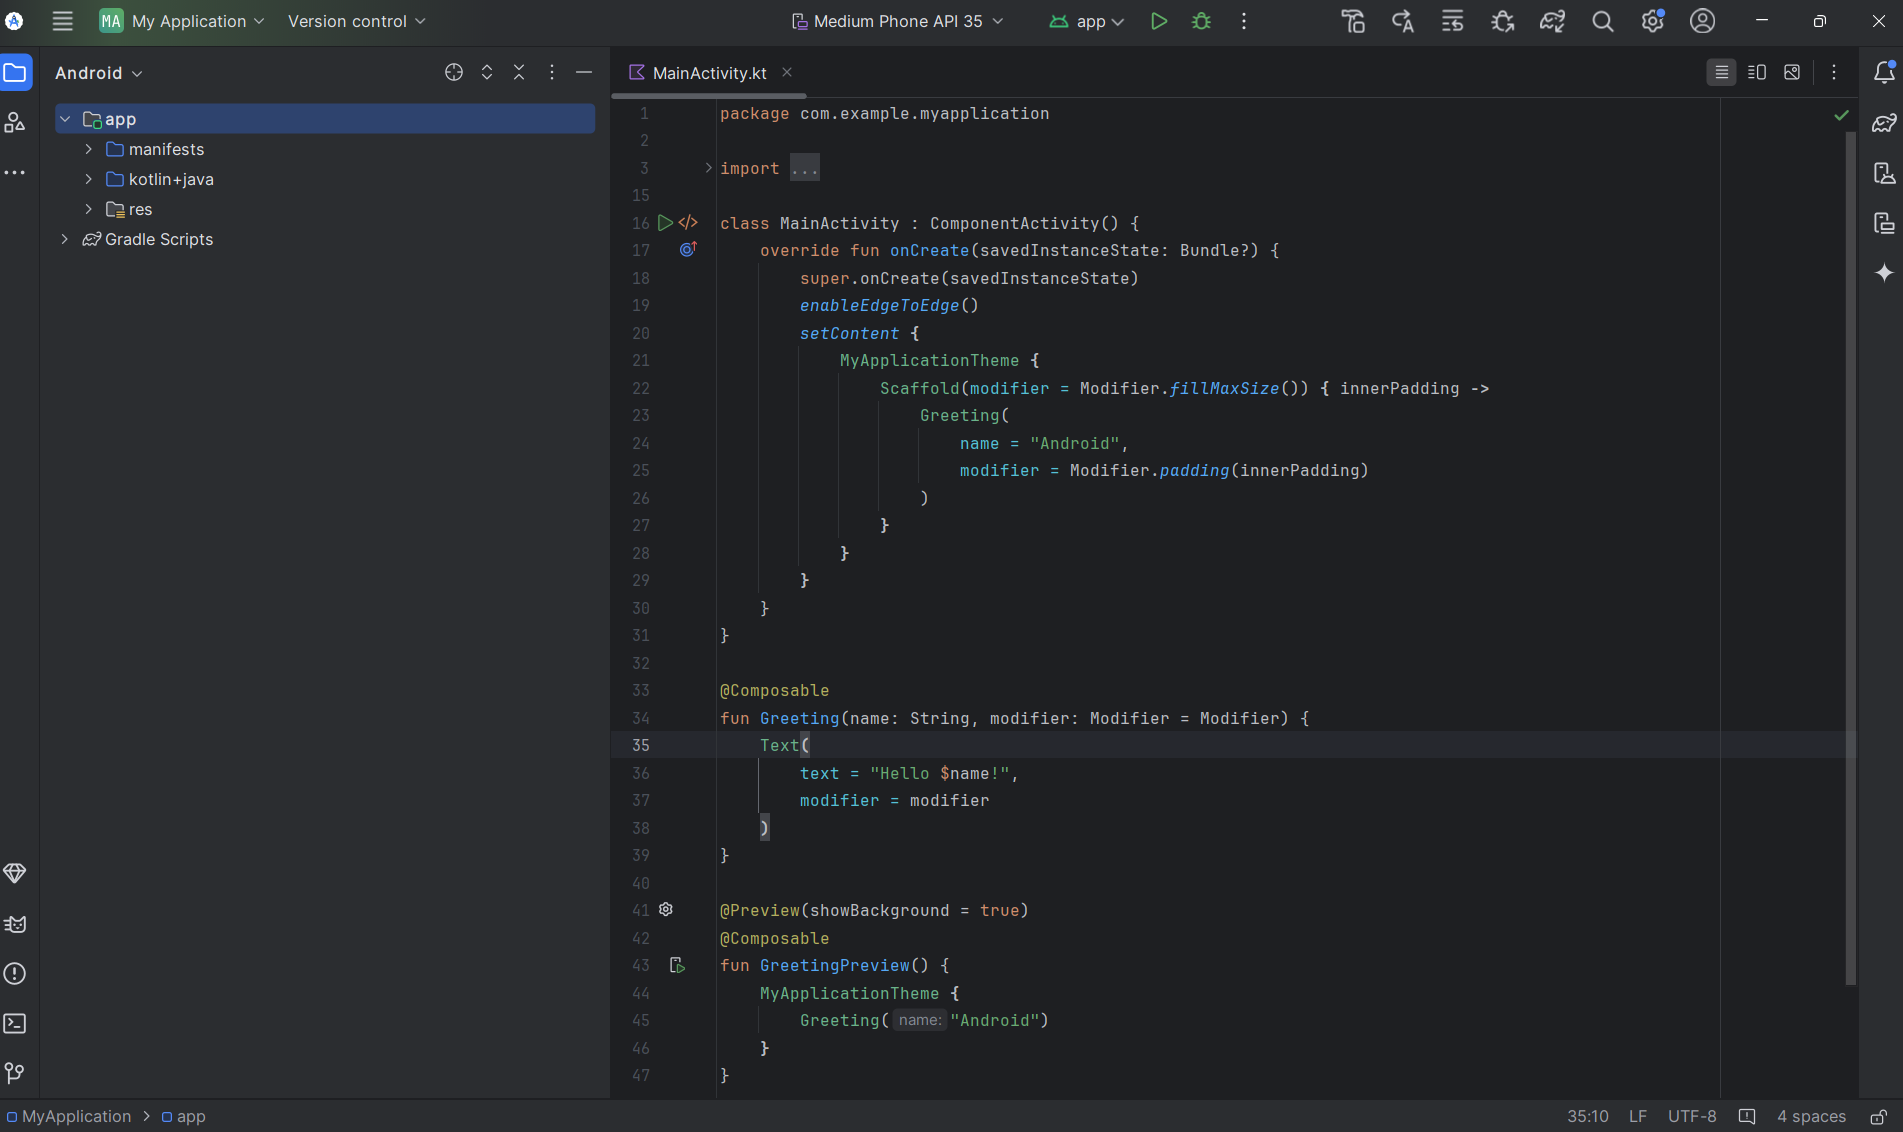 MA My Application Version control Medium Phone API 35 app
Android
MainActivity.kt
app
manifests
kotlin+java
res
Gradle Scripts
1 package com.example.myapplication
2
3 import ...
15
16 class MainActivity : ComponentActivity() {
17 override fun onCreate(savedInstanceState: Bundle?) {
18 super.onCreate(savedInstanceState)
19 enableEdgeToEdge()
20 setContent {
21 MyApplicationTheme {
22 Scaffold(modifier = Modifier.fillMaxSize()) { innerPadding ->
23 Greeting(
24 name = "Android",
25 modifier = Modifier.padding(innerPadding)
26 )
27 }
28 }
29 }
30 }
31 }
32
33 @Composable
34 fun Greeting(name: String, modifier: Modifier = Modifier) {
35 Text(
36 text = "Hello $name!",
37 modifier = modifier
38 )
39 }
40
41 @Preview(showBackground = true)
42 @Composable
43 fun GreetingPreview() {
44 MyApplicationTheme {
45 Greeting( name: "Android")
46 }
47 }
MyApplication > app 35:10 LF UTF-8 4 spaces